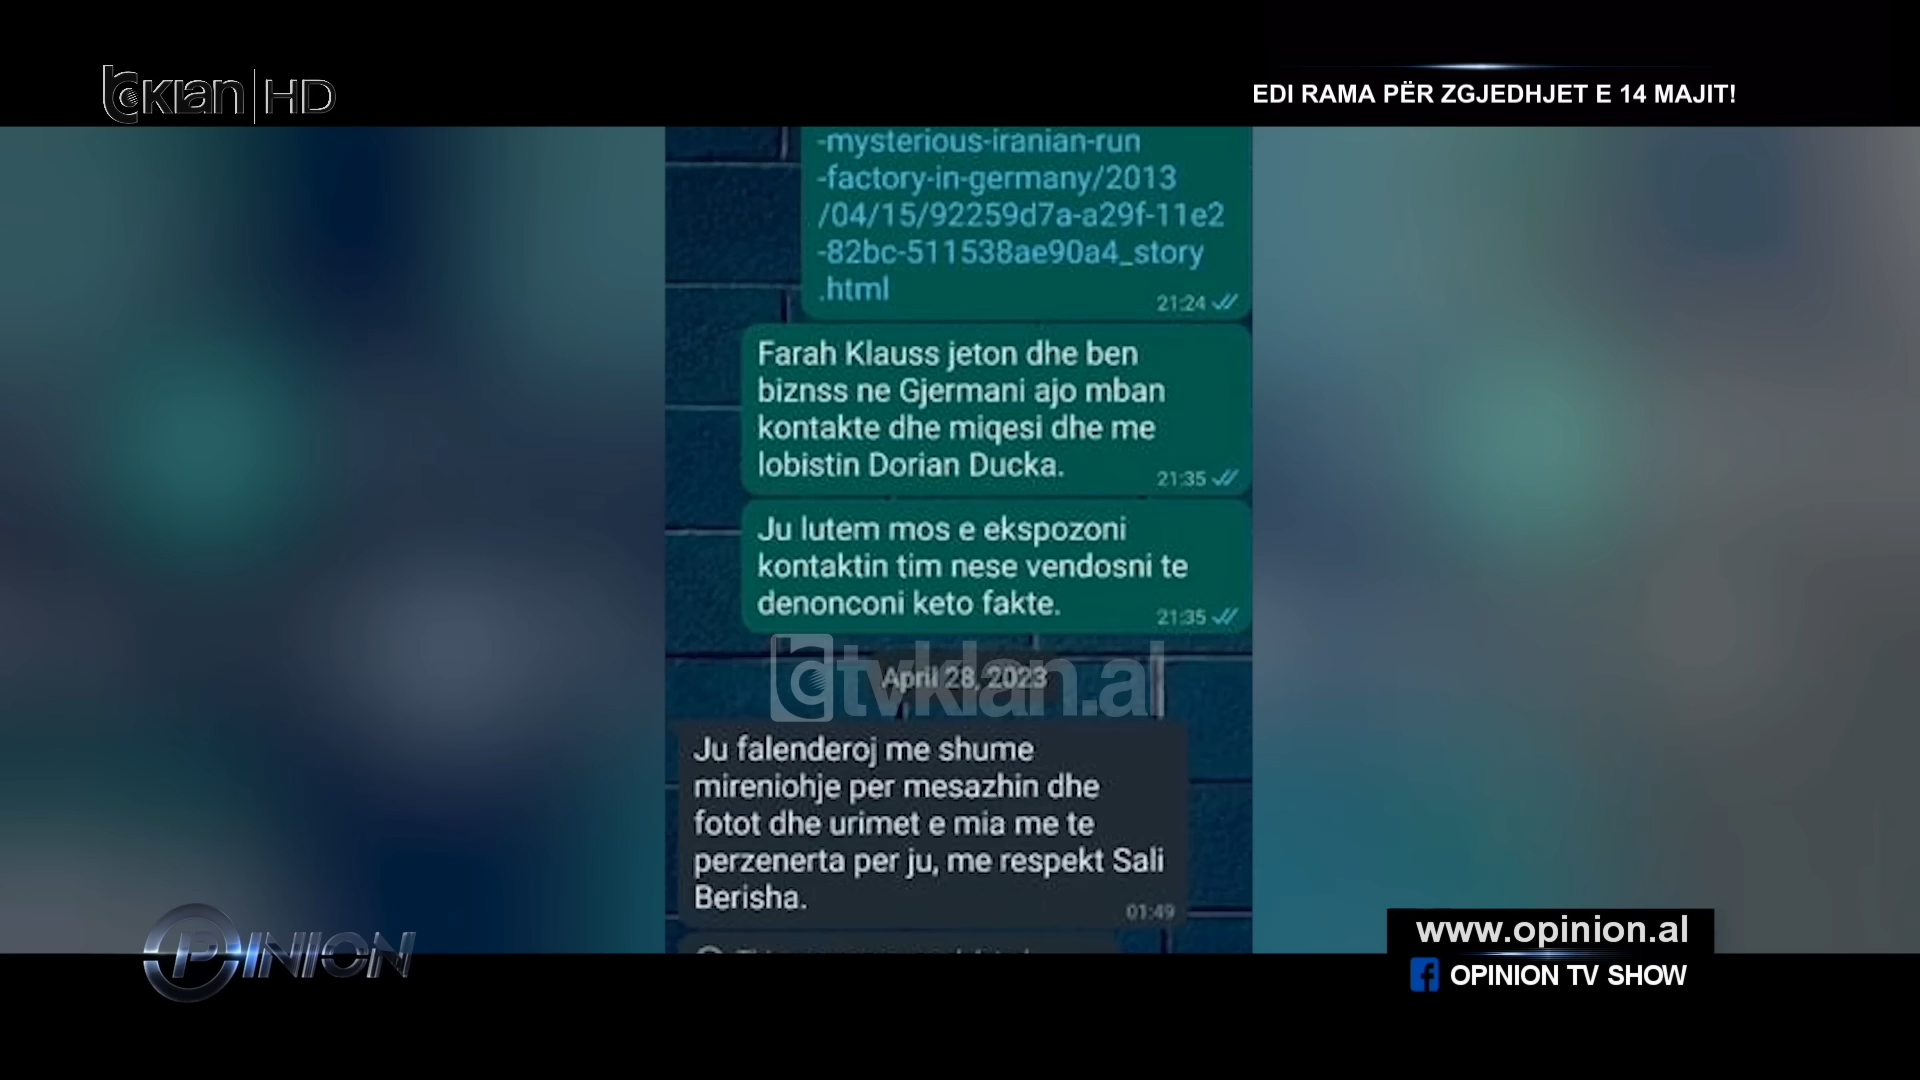 tvklan HD
EDI RAMA PËR ZGJEDHJET E 14 MAJIT!
-mysterious-iranian-run
-factory-in-germany/2013
/04/15/92259d7a-a29f-11e2
-82bc-511538ae90a4_story
.html
21:24
Farah Klauss jeton dhe ben
biznss ne Gjermani ajo mban
kontakte dhe miqesi dhe me
lobistin Dorian Ducka.
21:35
Ju lutem mos e ekspozoni
kontaktin tim nese vendosni te
denonconi keto fakte.
21:35
tvklan.al
April 28, 2023
Ju falenderoj me shume
mireniohje per mesazhin dhe
fotot dhe urimet e mia me te
perzenerta per ju, me respekt Sali
Berisha.
01:49
OPINION
www.opinion.al
OPINION TV SHOW